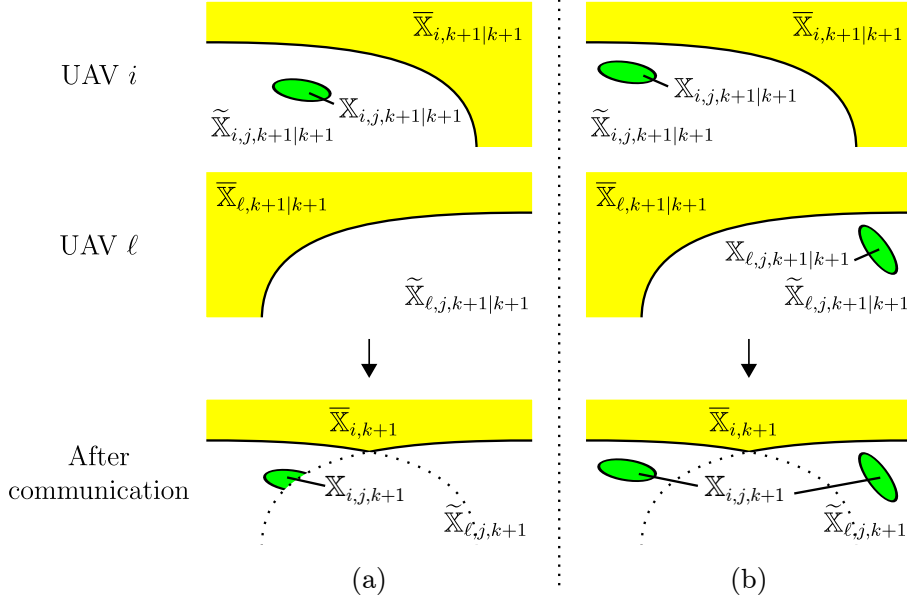 UAV i
X̅_{i,k+1|k+1}
𝕏_{i,j,k+1|k+1}
X̃_{i,j,k+1|k+1}
X̅_{i,k+1|k+1}
𝕏_{i,j,k+1|k+1}
X̃_{i,j,k+1|k+1}
UAV ℓ
X̅_{ℓ,k+1|k+1}
X̃_{ℓ,j,k+1|k+1}
X̅_{ℓ,k+1|k+1}
𝕏_{ℓ,j,k+1|k+1}
X̃_{ℓ,j,k+1|k+1}
After
communication
X̅_{i,k+1}
𝕏_{i,j,k+1}
X̃_{ℓ,j,k+1}
X̅_{i,k+1}
𝕏_{i,j,k+1}
X̃_{ℓ,j,k+1}
(a)
(b)